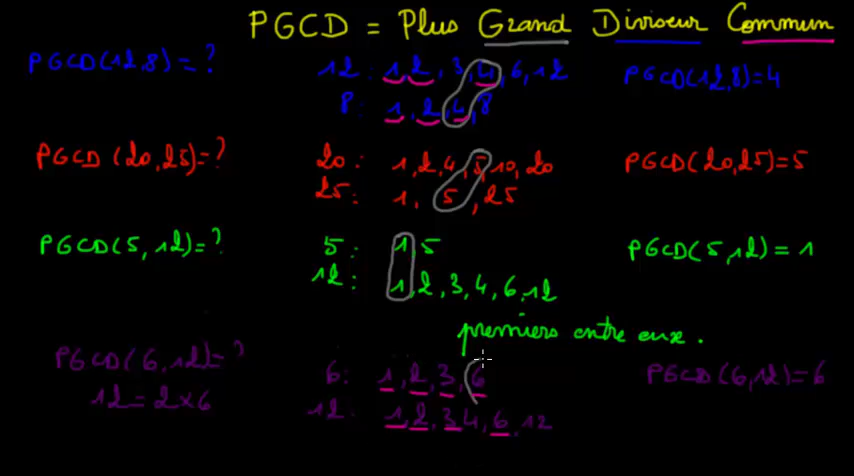 PGCD = Plus Grand Diviseur Commun
PGCD(12,8)=?
12: 1,2,3,4,6,12
8: 1,2,4,8
PGCD(12,8)=4
PGCD(20,25)=?
20: 1,2,4,5,10,20
25: 1, 5, 25
PGCD(20,25)=5
PGCD(5,12)=?
5: 1,5
12: 1,2,3,4,6,12
PGCD(5,12)=1
premiers entre eux.
PGCD(6,12)=?
12=2×6
6: 1,2,3,6
12: 1,2,34,6,12
PGCD(6,12)=6